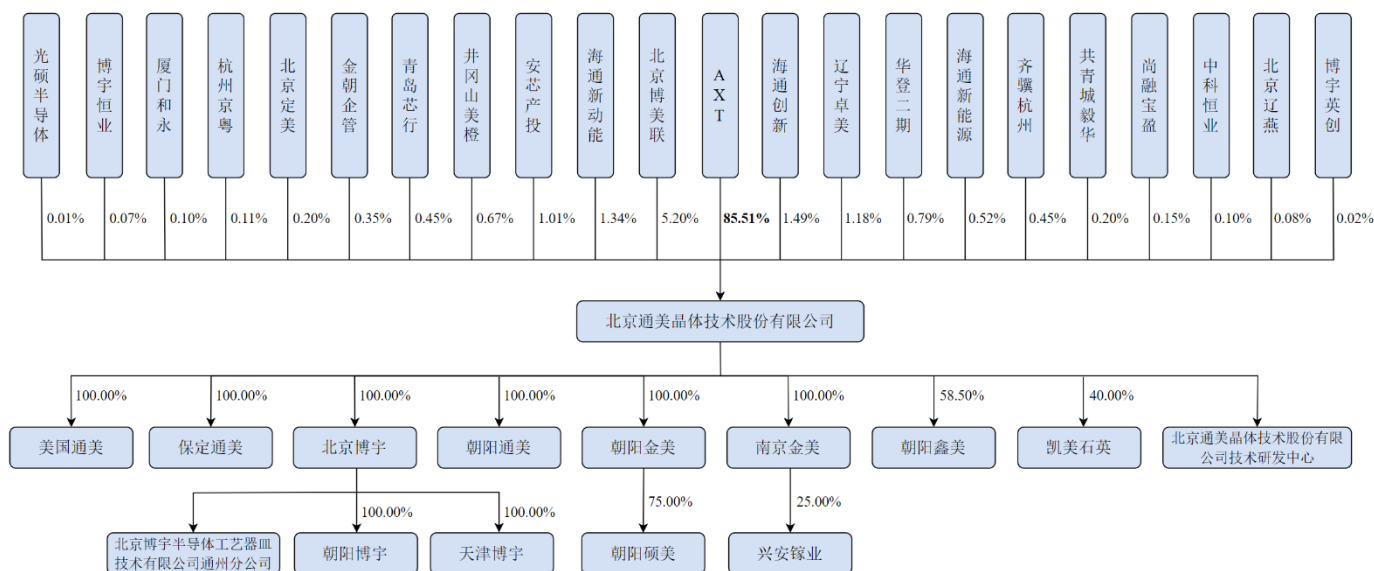 光硕半导体
博宇恒业
厦门和永
杭州京粤
北京定美
金朝企管
青岛芯行
井冈山美橙
安芯产投
海通新动能
北京博美联
AXT
海通创新
辽宁卓美
华登二期
海通新能源
齐骥杭州
共青城毅华
尚融宝盈
中科恒业
北京辽燕
博宇英创
0.01%
0.07%
0.10%
0.11%
0.20%
0.35%
0.45%
0.67%
1.01%
1.34%
5.20%
85.51%
1.49%
1.18%
0.79%
0.52%
0.45%
0.20%
0.15%
0.10%
0.08%
0.02%
北京通美晶体技术股份有限公司
100.00%
100.00%
100.00%
100.00%
100.00%
100.00%
58.50%
40.00%
美国通美
保定通美
北京博宇
朝阳通美
朝阳金美
南京金美
朝阳鑫美
凯美石英
北京通美晶体技术股份有限
公司技术研发中心
100.00%
100.00%
75.00%
25.00%
北京博宇半导体工艺器皿
技术有限公司通州分公司
朝阳博宇
天津博宇
朝阳硕美
兴安镓业